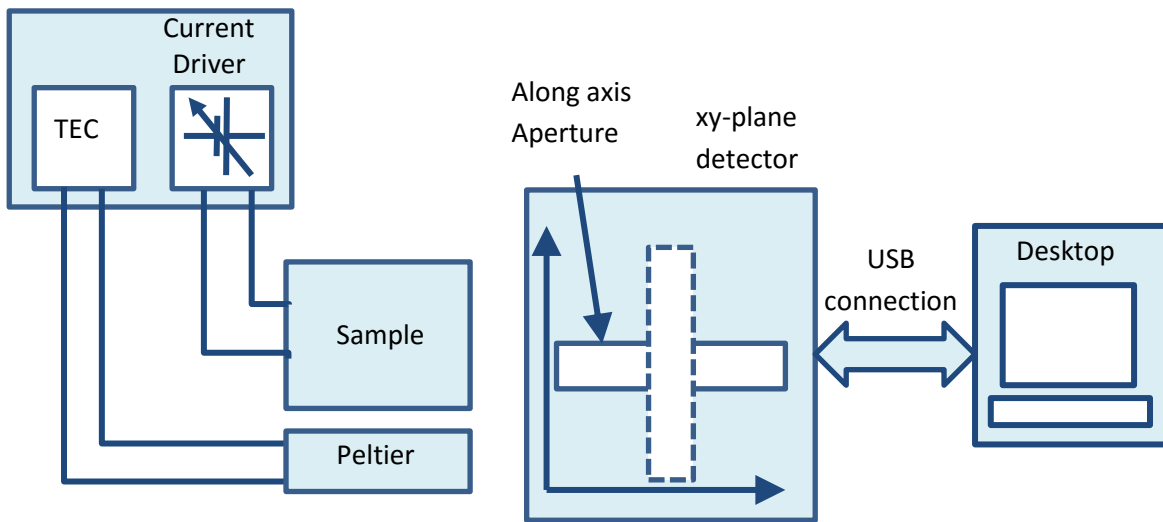 Current
Driver
TEC
Along axis
Aperture
xy-plane
detector
Sample
Peltier
USB
connection
Desktop